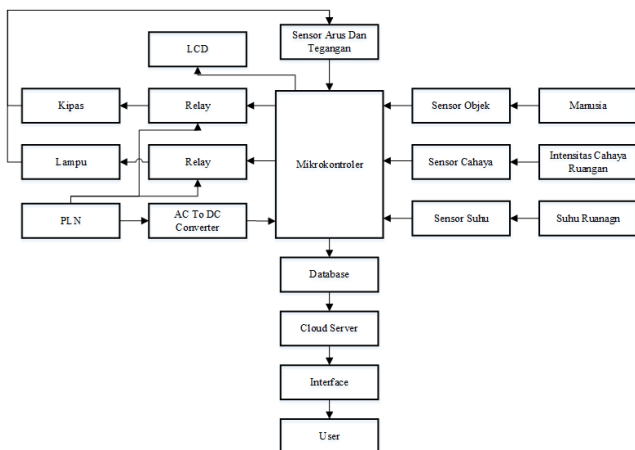 Sensor Arus Dan
Tegangan
LCD
Kipas
Relay
Sensor Objek
Manusia
Mikrokontroler
Lampu
Relay
Sensor Cahaya
Intensitas Cahaya
Ruangan
PLN
AC To DC
Converter
Sensor Suhu
Suhu Ruanagn
Database
Cloud Server
Interface
User